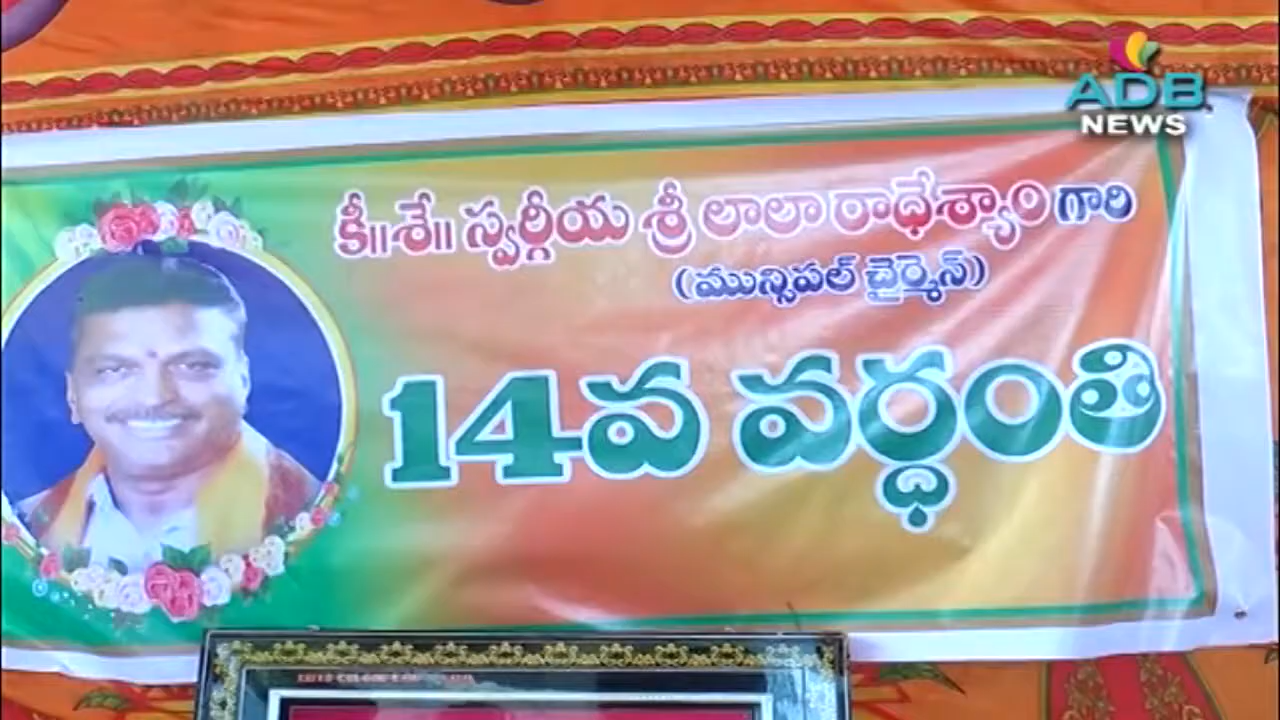 ADB
NEWS
కీ||శే|| స్వర్గీయ శ్రీ లాలా రాధేశ్యాం గారి
(మున్సిపల్ చైర్మెన్)
14వ వర్ధంతి